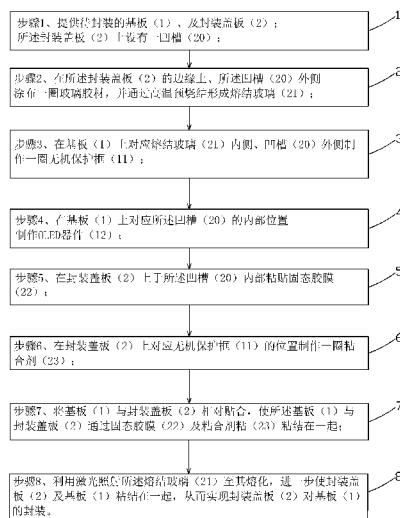 步骤1、提供待封装的基板（1）、及封装盖板（2）；
所述封装盖板（2）上设有一凹槽（20）；
1
步骤2、在所述封装盖板（2）的边缘上、所述凹槽（20）外侧
涂布一圈玻璃胶材，并通过高温预烧结形成熔结玻璃（21）；
2
步骤3、在基板（1）上对应熔结玻璃（21）内侧、凹槽（20）外侧制
作一圈无机保护框（11）；
3
步骤4、在基板（1）上对应所述凹槽（20）的内部位置
制作OLED器件（12）；
4
步骤5、在封装盖板（2）上于所述凹槽（20）内部粘贴固态胶膜
（22）；
5
步骤6、在封装盖板（2）上对应无机保护框（11）的位置制作一圈粘
合剂（23）；
6
步骤7、将基板（1）与封装盖板（2）相对贴合，使所述基板（1）与
封装盖板（2）通过固态胶膜（22）及粘合剂粘（23）粘结在一起；
7
步骤8、利用激光照射所述熔结玻璃（21）至其熔化，进一步使封装盖
板（2）及基板（1）粘结在一起，从而实现封装盖板（2）对基板（1）
的封装。
8